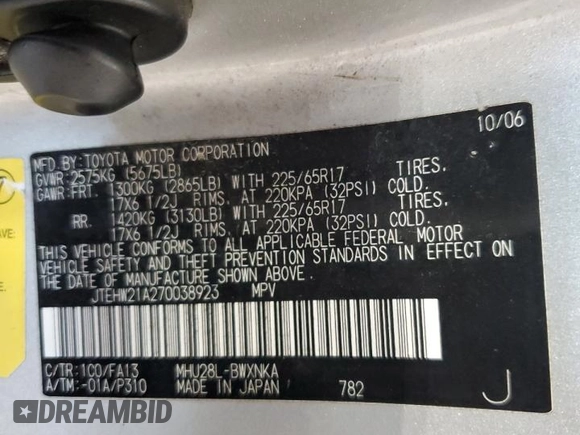 10/06
MFD.BY:TOYOTA MOTOR CORPORATION
GVWR:2575KG (5675LB)
GAWR:FRT. 1300KG (2865LB) WITH 225/65R17 TIRES.
17X6 1/2J RIMS. AT 220KPA (32PSI) COLD.
RR. 1420KG (3130LB) WITH 225/65R17 TIRES.
17X6 1/2J RIMS. AT 220KPA (32PSI) COLD.
THIS VEHICLE CONFORMS TO ALL APPLICABLE FEDERAL MOTOR
VEHICLE SAFETY AND THEFT PREVENTION STANDARDS IN EFFECT ON
THE DATE OF MANUFACTURE SHOWN ABOVE.
JTEHW21A270038923 MPV
C/TR:1C0/FA13 MHU28L-BWXNKA
A/TM:-01A/P310 MADE IN JAPAN 782 J
DREAMBID